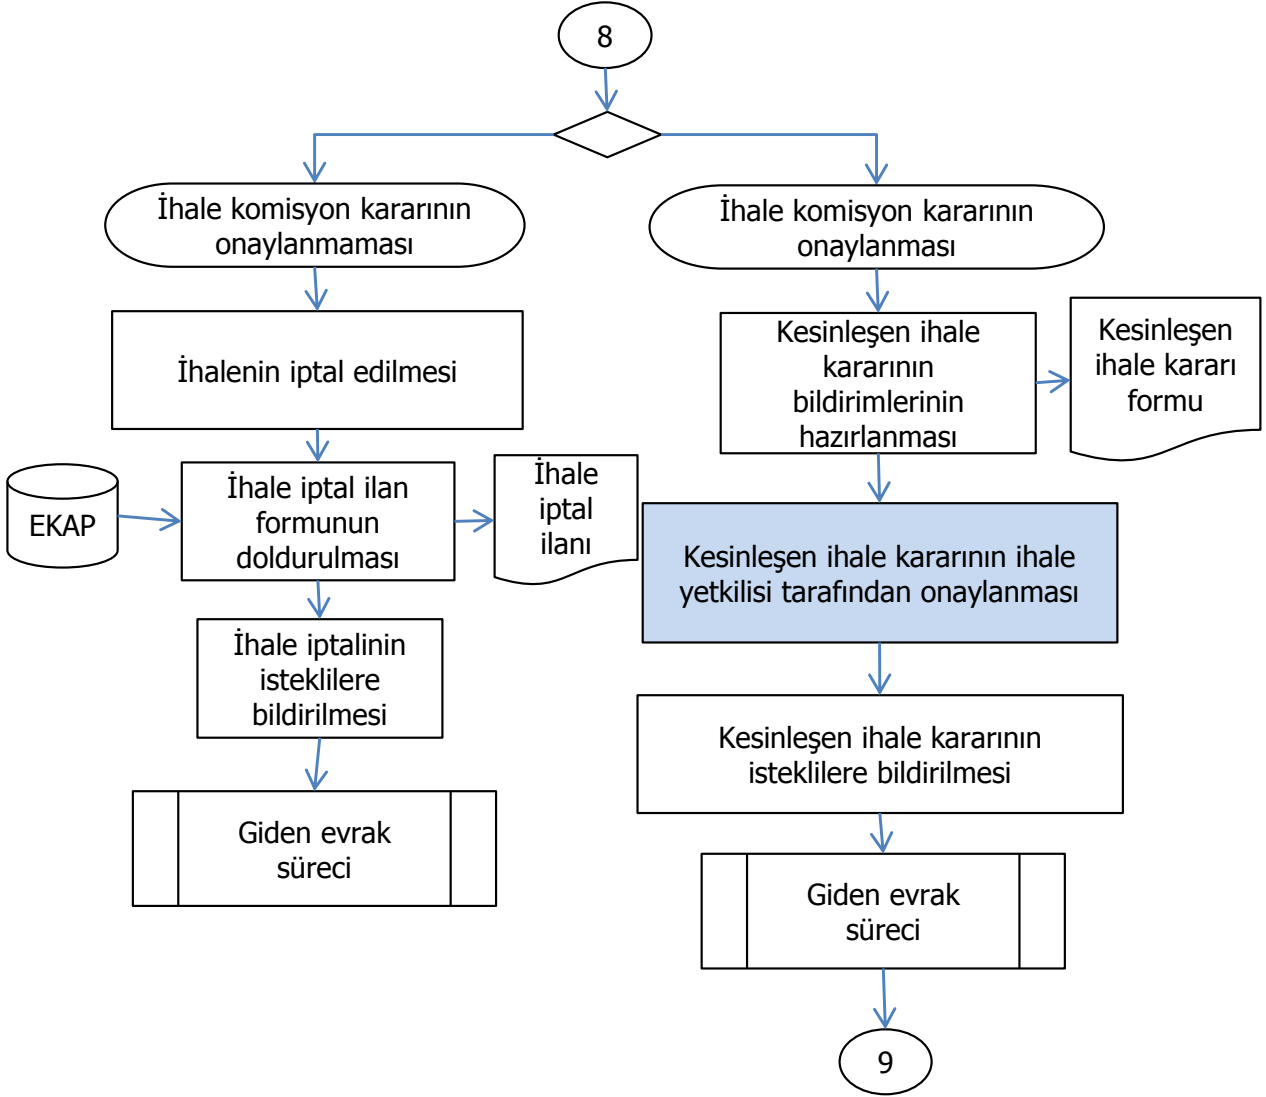 8
İhale komisyon kararının
onaylanmaması
İhale komisyon kararının
onaylanması
İhalenin iptal edilmesi
Kesinleşen ihale
kararının
bildirimlerinin
hazırlanması
Kesinleşen
ihale kararı
formu
EKAP
İhale iptal ilan
formunun
doldurulması
İhale
iptal
ilanı
Kesinleşen ihale kararının ihale
yetkilisi tarafından onaylanması
İhale iptalinin
isteklilere
bildirilmesi
Kesinleşen ihale kararının
isteklilere bildirilmesi
Giden evrak
süreci
Giden evrak
süreci
9